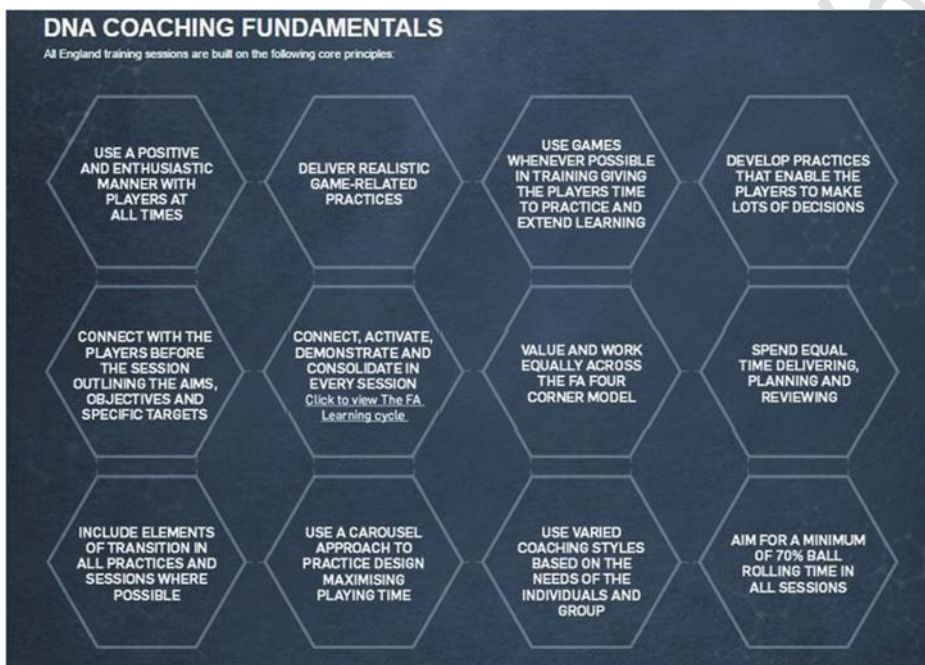 DNA COACHING FUNDAMENTALS
All England training sessions are built on the following core principles:
USE A POSITIVE
AND ENTHUSIASTIC
MANNER WITH
PLAYERS AT
ALL TIMES
DELIVER REALISTIC
GAME-RELATED
PRACTICES
USE GAMES
WHENEVER POSSIBLE
IN TRAINING GIVING
THE PLAYERS TIME
TO PRACTICE AND
EXTEND LEARNING
DEVELOP PRACTICES
THAT ENABLE THE
PLAYERS TO MAKE
LOTS OF DECISIONS
CONNECT WITH THE
PLAYERS BEFORE
THE SESSION
OUTLINING THE AIMS,
OBJECTIVES AND
SPECIFIC TARGETS
CONNECT, ACTIVATE,
DEMONSTRATE AND
CONSOLIDATE IN
EVERY SESSION
Click to view The FA
Learning cycle
VALUE AND WORK
EQUALLY ACROSS
THE FA FOUR
CORNER MODEL
SPEND EQUAL
TIME DELIVERING,
PLANNING AND
REVIEWING
INCLUDE ELEMENTS
OF TRANSITION IN
ALL PRACTICES AND
SESSIONS WHERE
POSSIBLE
USE A CAROUSEL
APPROACH TO
PRACTICE DESIGN
MAXIMISING
PLAYING TIME
USE VARIED
COACHING STYLES
BASED ON THE
NEEDS OF THE
INDIVIDUALS AND
GROUP
AIM FOR A MINIMUM
OF 70% BALL
ROLLING TIME IN
ALL SESSIONS